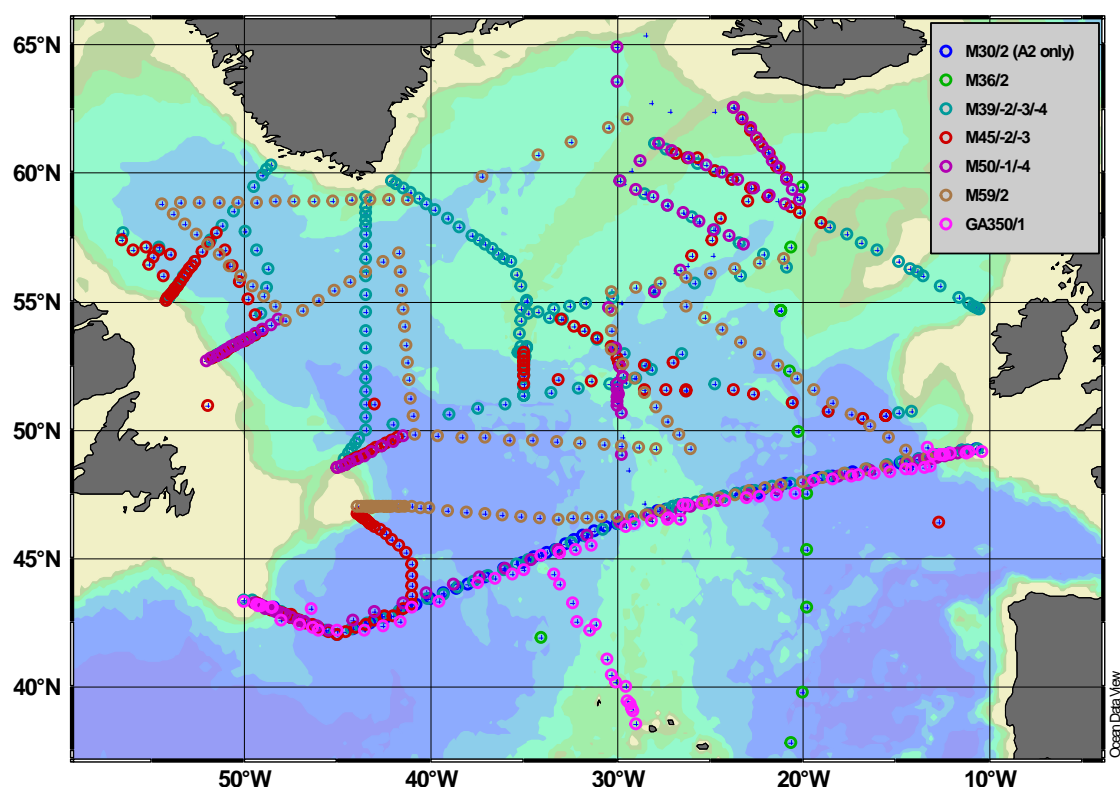 65°N
60°N
55°N
50°N
45°N
40°N
50°W
40°W
30°W
20°W
10°W
M30/2 (A2 only)
M36/2
M39/-2/-3/-4
M45/-2/-3
M50/-1/-4
M59/2
GA350/1
Ocean Data View